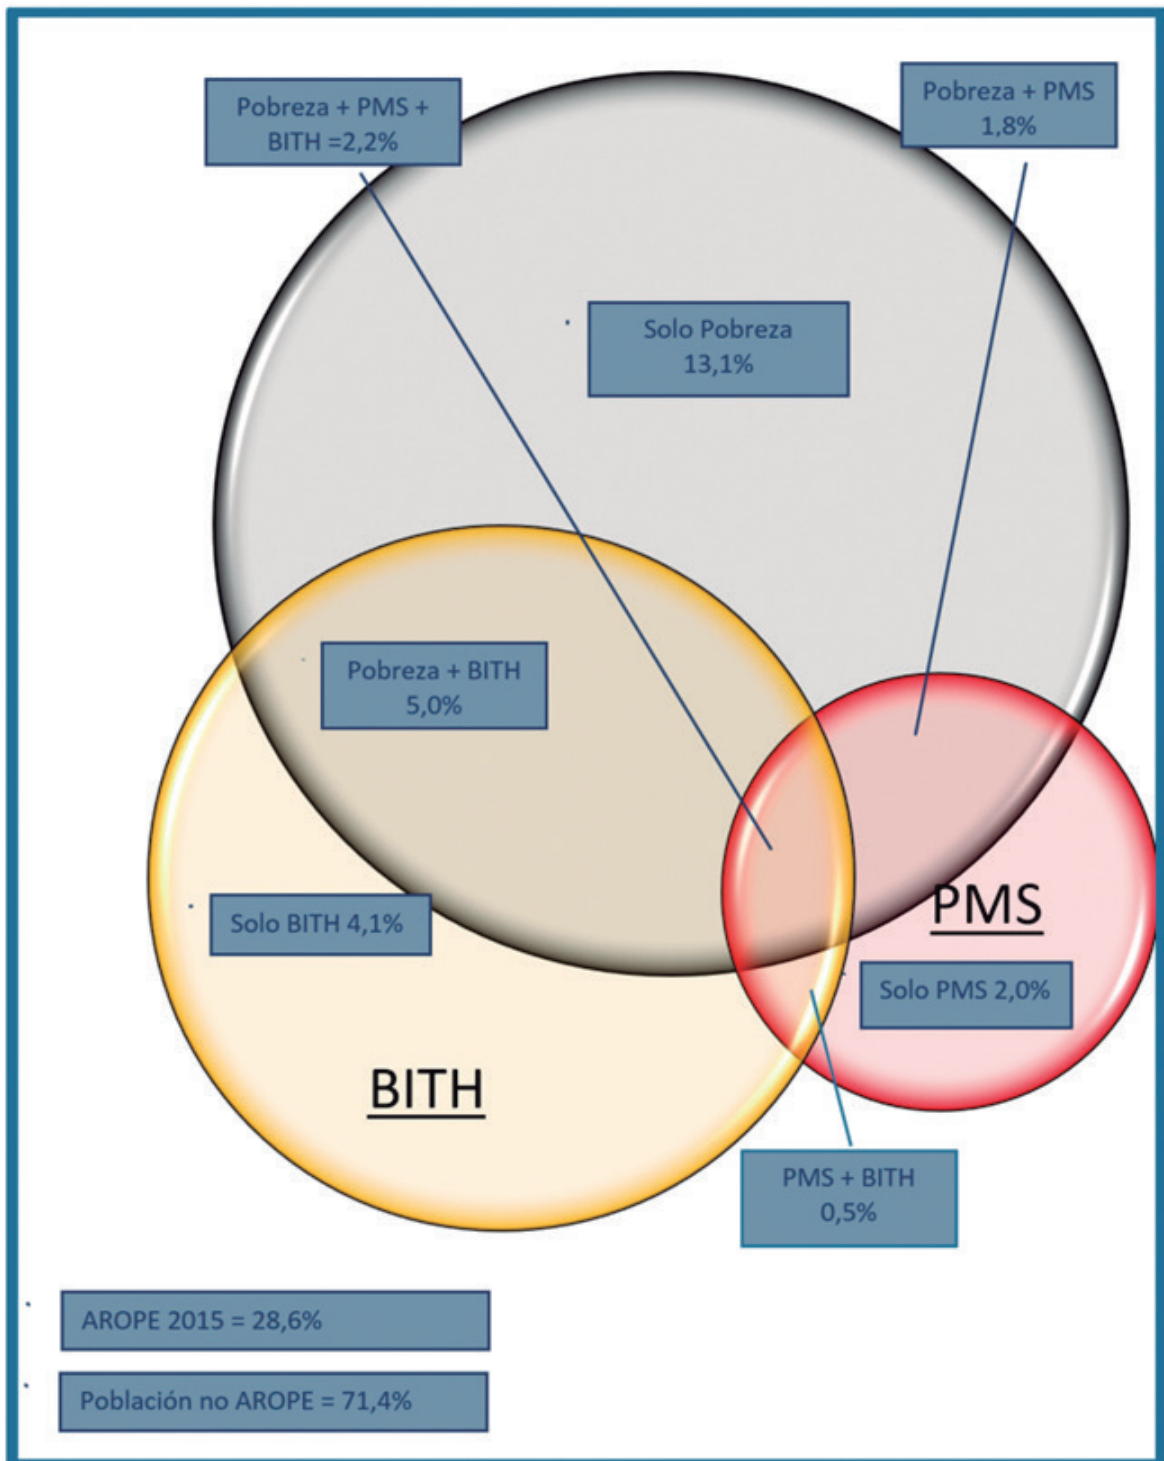 Pobreza + PMS +
BITH =2,2%
Pobreza + PMS
1,8%
Solo Pobreza
13,1%
Pobreza + BITH
5,0%
Solo BITH 4,1%
PMS
Solo PMS 2,0%
BITH
PMS + BITH
0,5%
AROPE 2015 = 28,6%
Población no AROPE = 71,4%